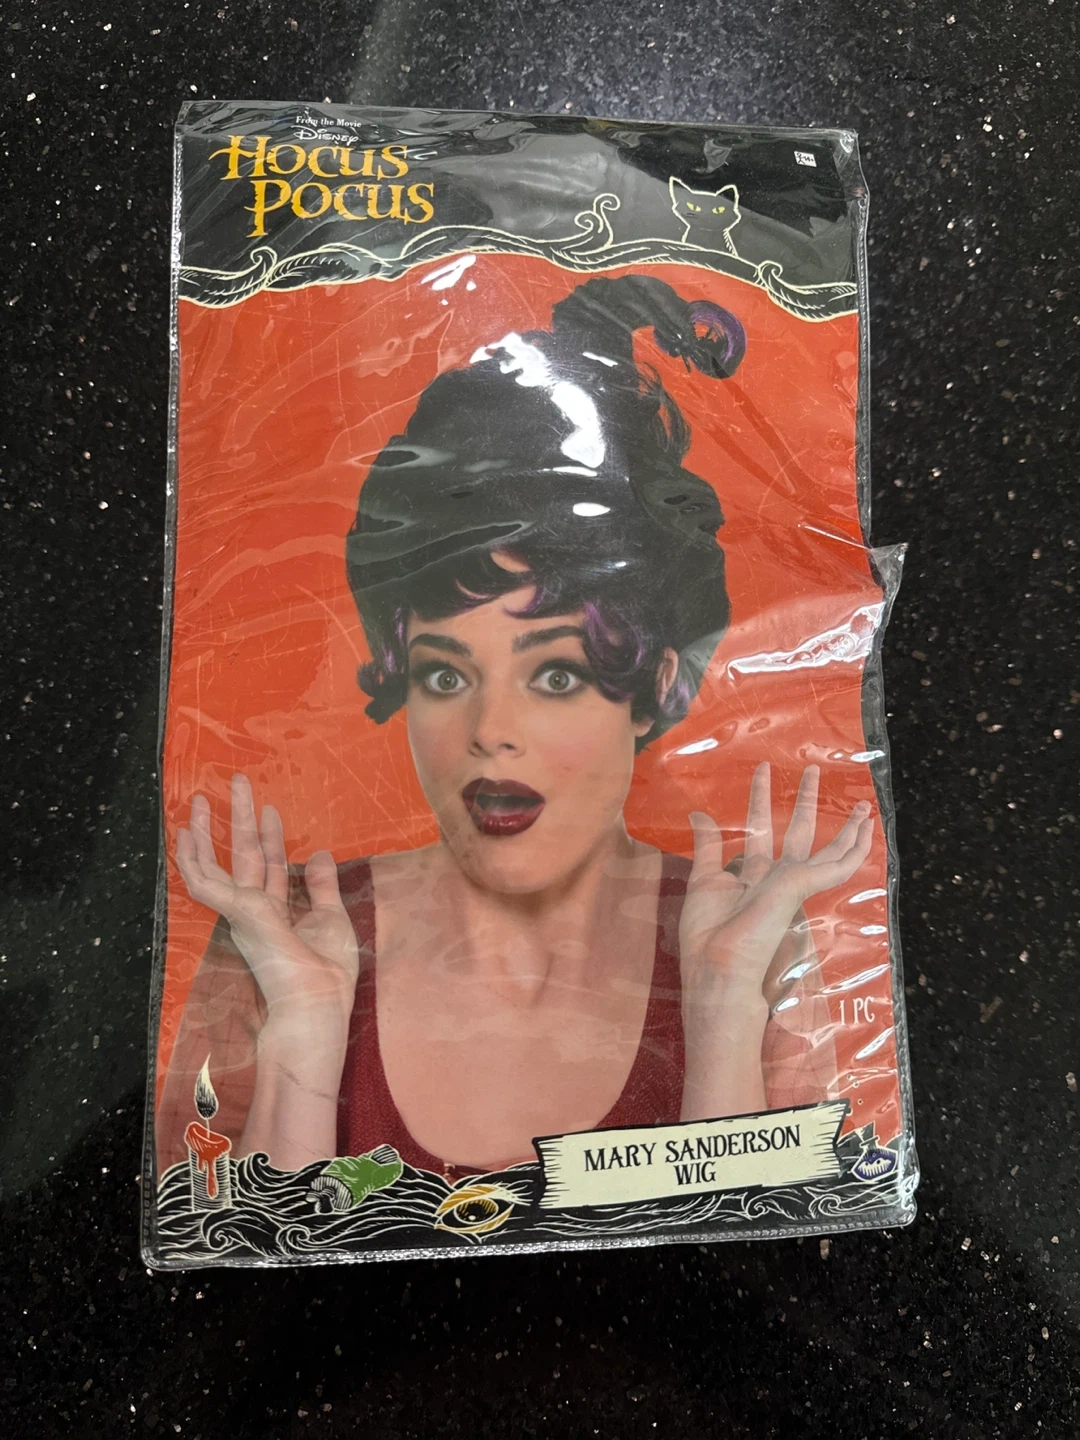 From the Movie
Disney
Hocus
Pocus
1 PC
Mary Sanderson
Wig